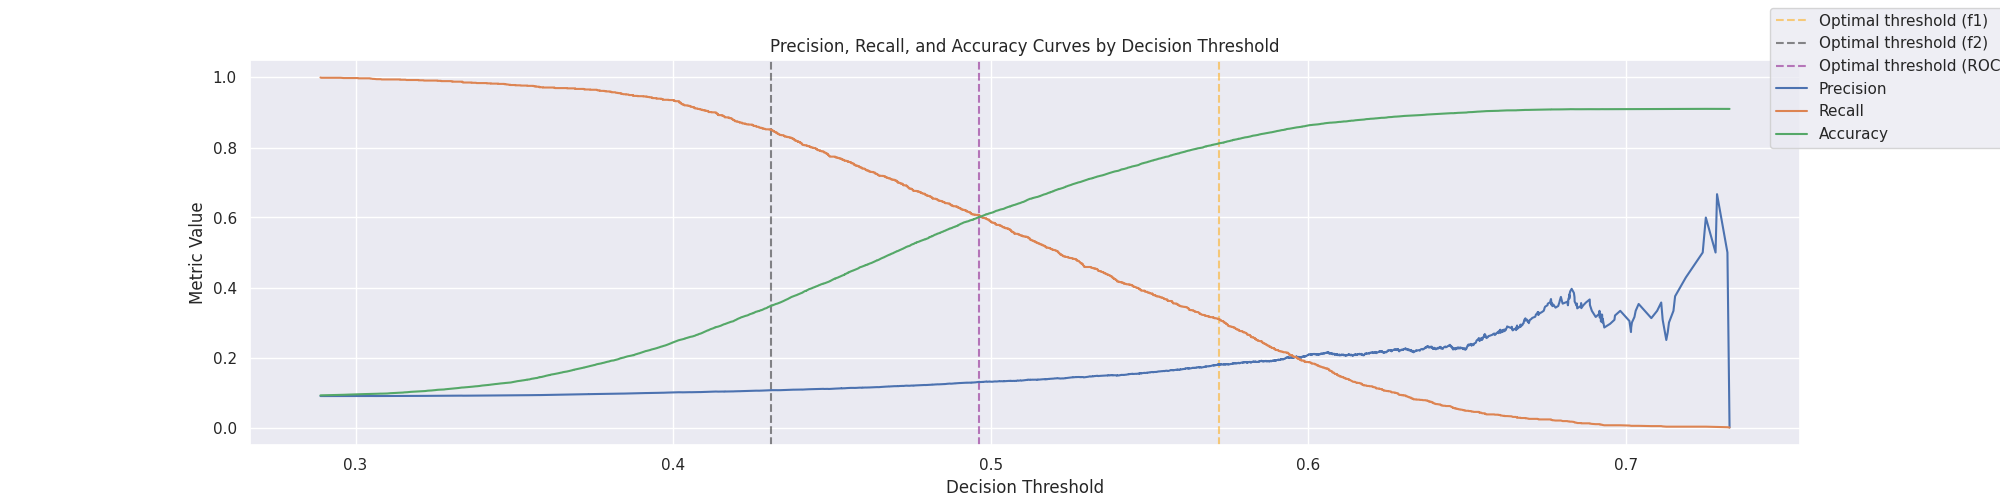 Precision, Recall, and Accuracy Curves by Decision Threshold
Optimal threshold (f1)
Optimal threshold (f2)
Optimal threshold (ROC
Precision
Recall
Accuracy
Metric Value
1.0
0.8
0.6
0.4
0.2
0.0
0.3 0.4 0.5 0.6 0.7
Decision Threshold